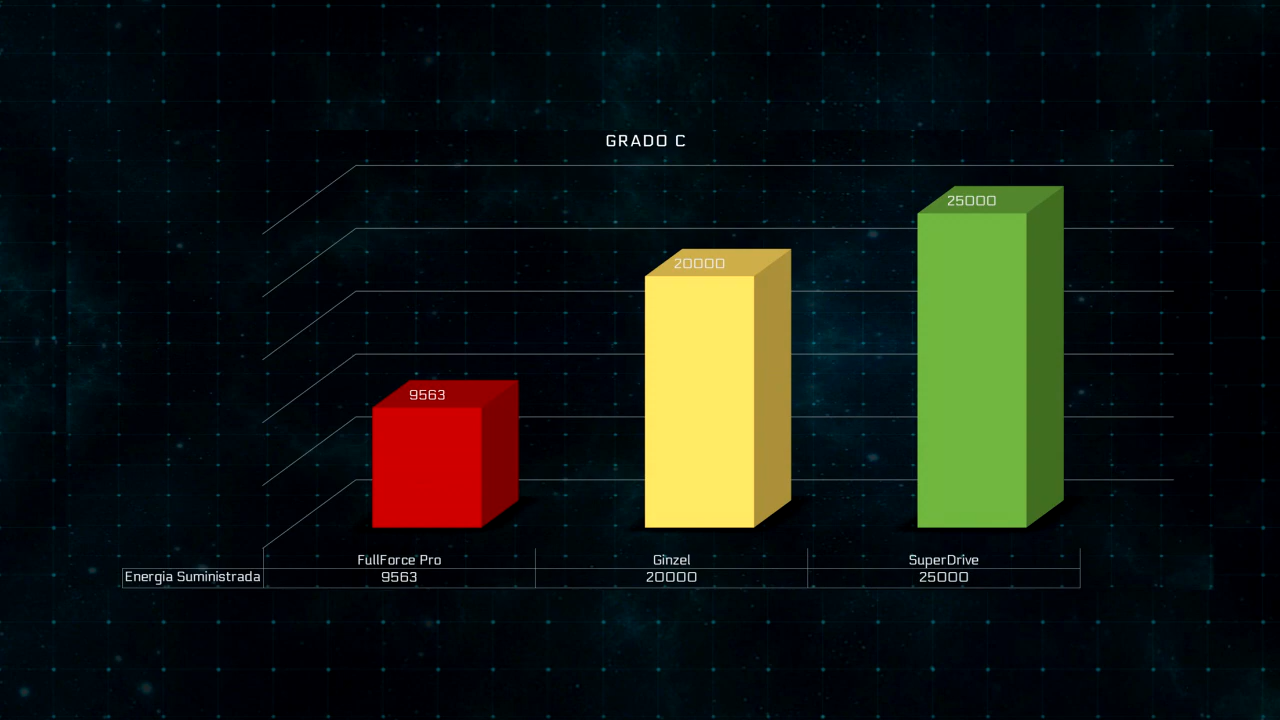 GRADO C
25000
20000
9563
FullForce Pro Ginzel SuperDrive
Energia Suministrada 9563 20000 25000